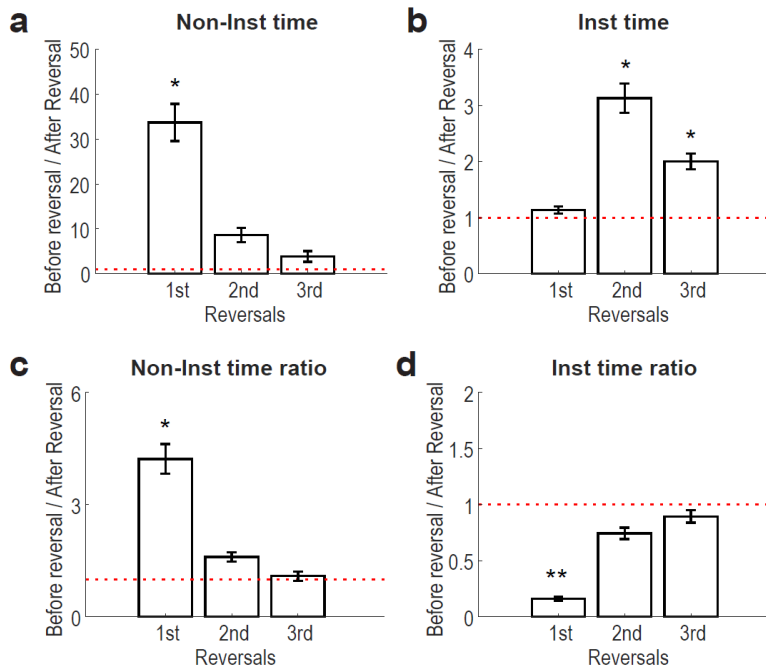 a
Non-Inst time
Before reversal / After Reversal
50
40
30
20
10
0
*
1st 2nd 3rd
Reversals
b
Inst time
Before reversal / After Reversal
4
3
2
1
0
*
*
1st 2nd 3rd
Reversals
c
Non-Inst time ratio
Before reversal / After Reversal
6
3
0
*
1st 2nd 3rd
Reversals
d
Inst time ratio
Before reversal / After Reversal
2
1.5
1
0.5
0
**
1st 2nd 3rd
Reversals